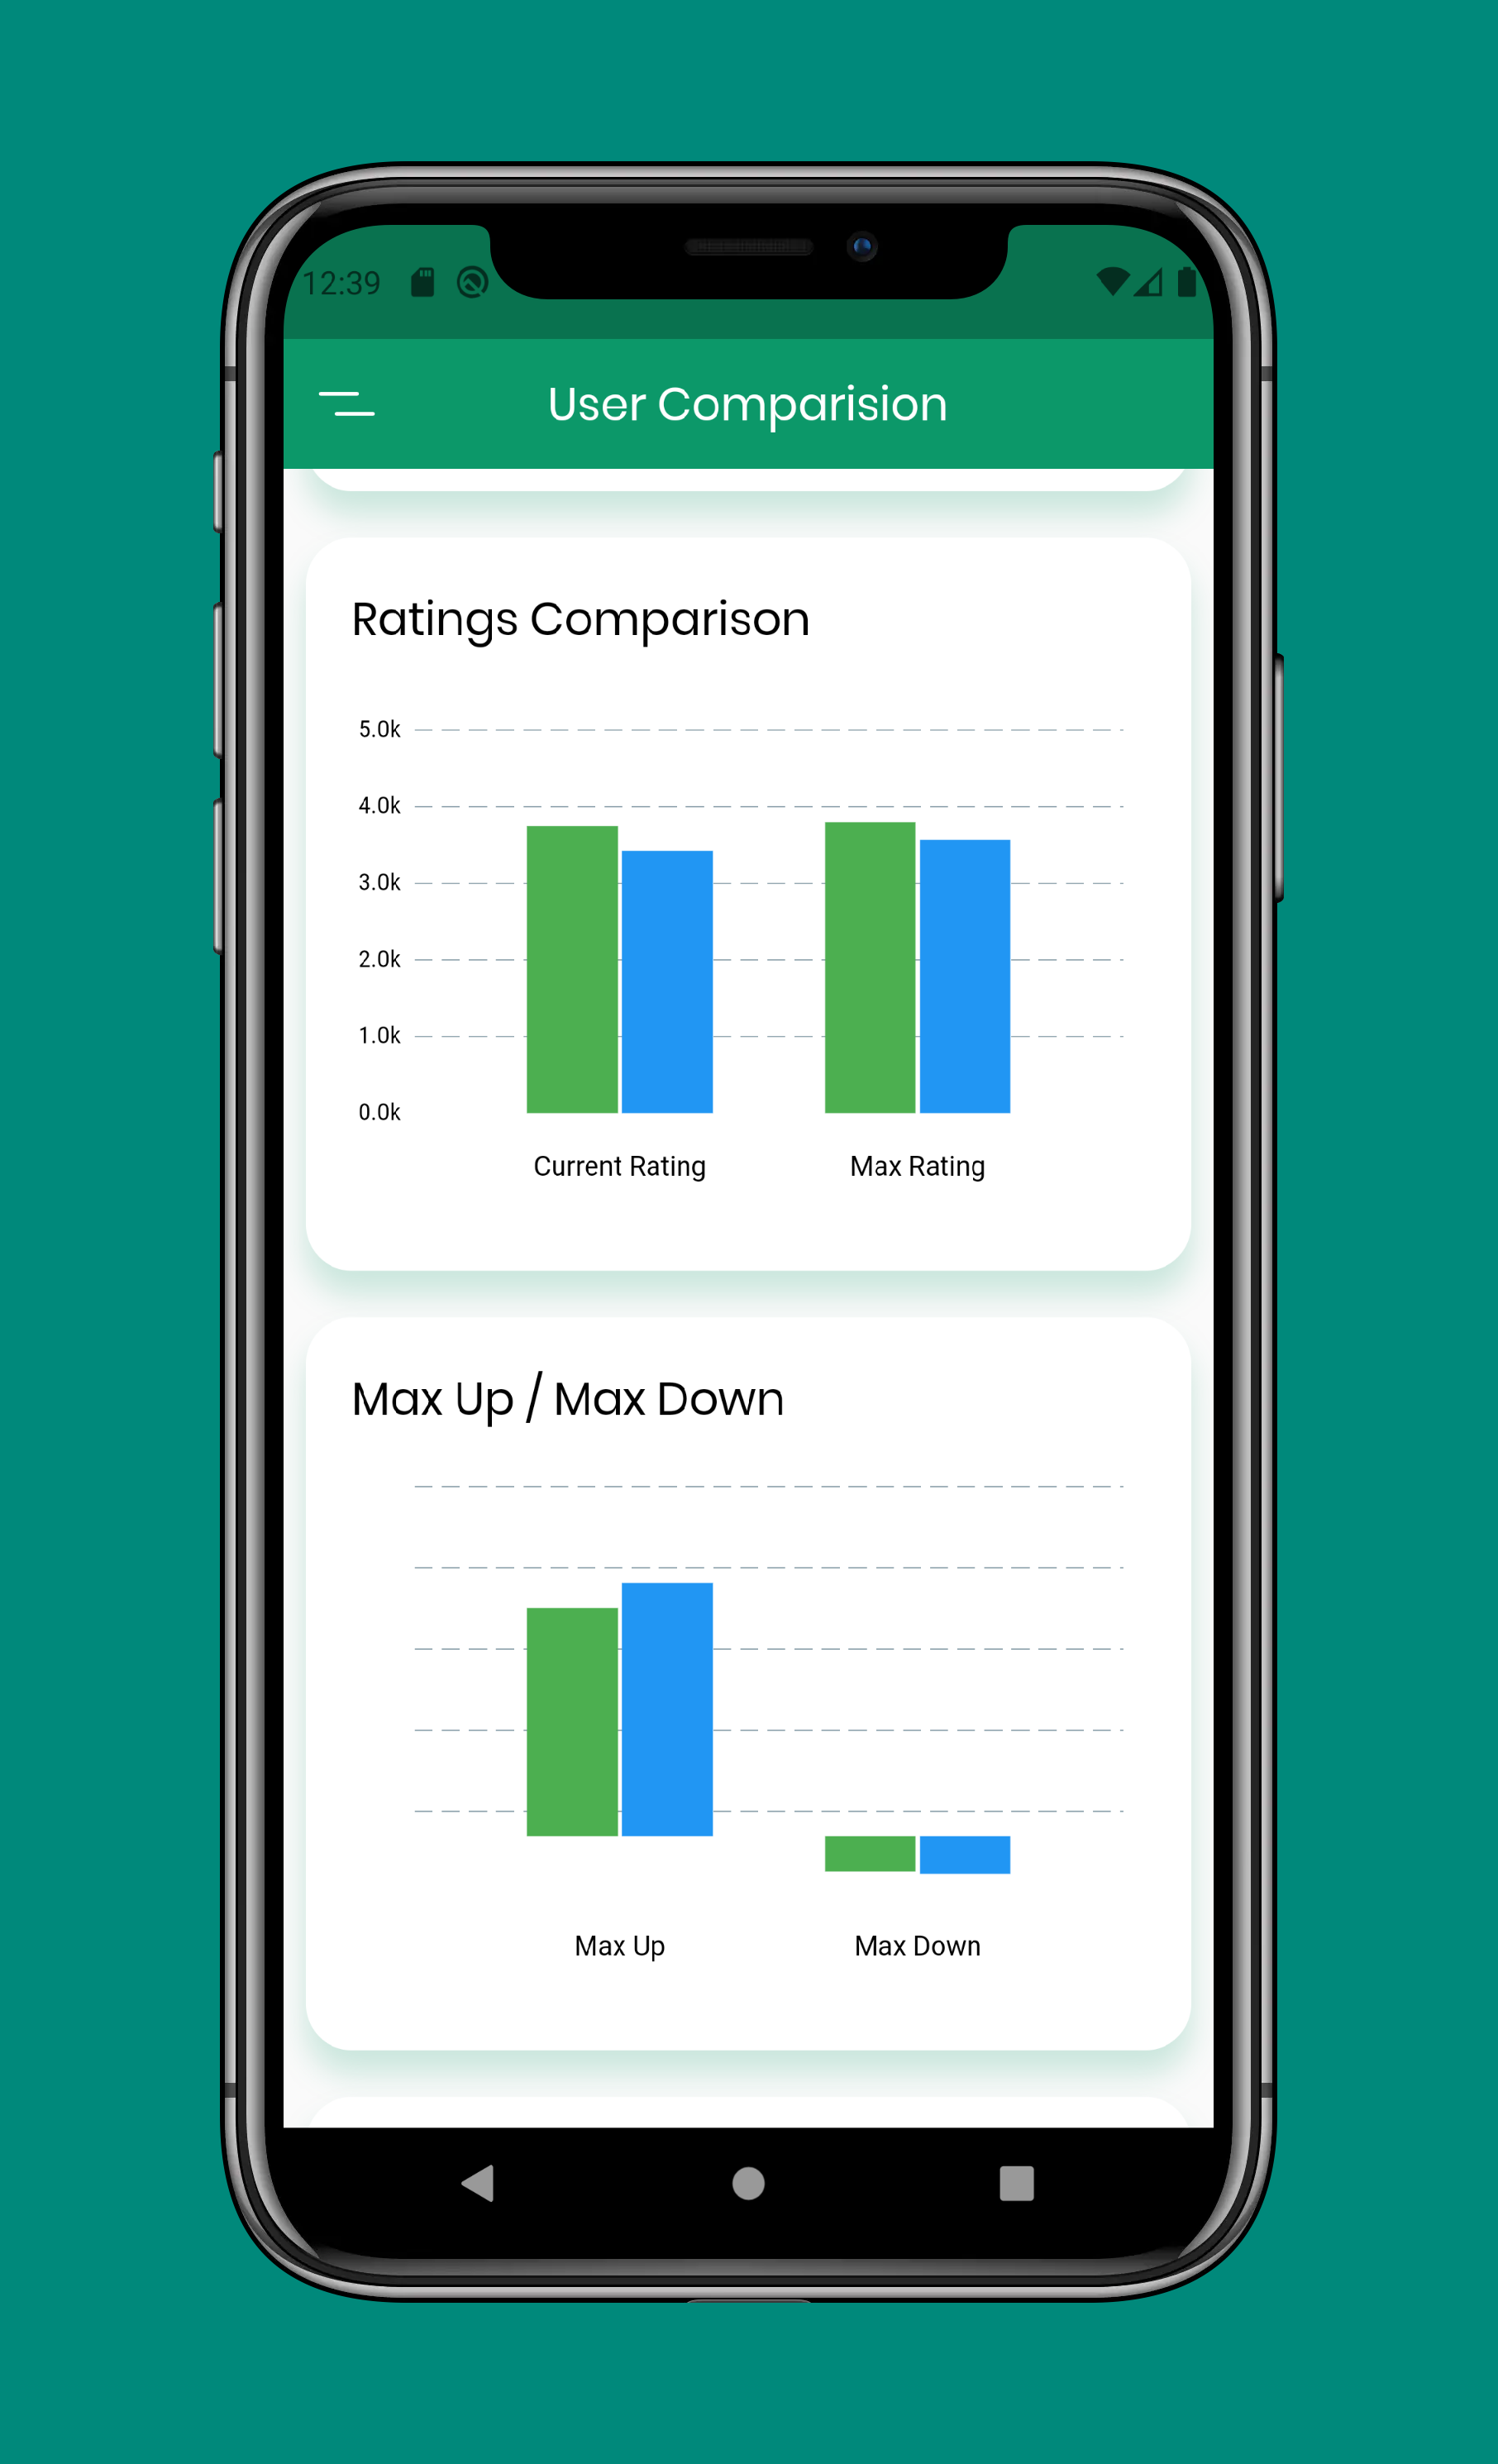 12:39
User Comparision
Ratings Comparison
5.0k
4.0k
3.0k
2.0k
1.0k
0.0k
Current Rating Max Rating
Max Up / Max Down
Max Up Max Down